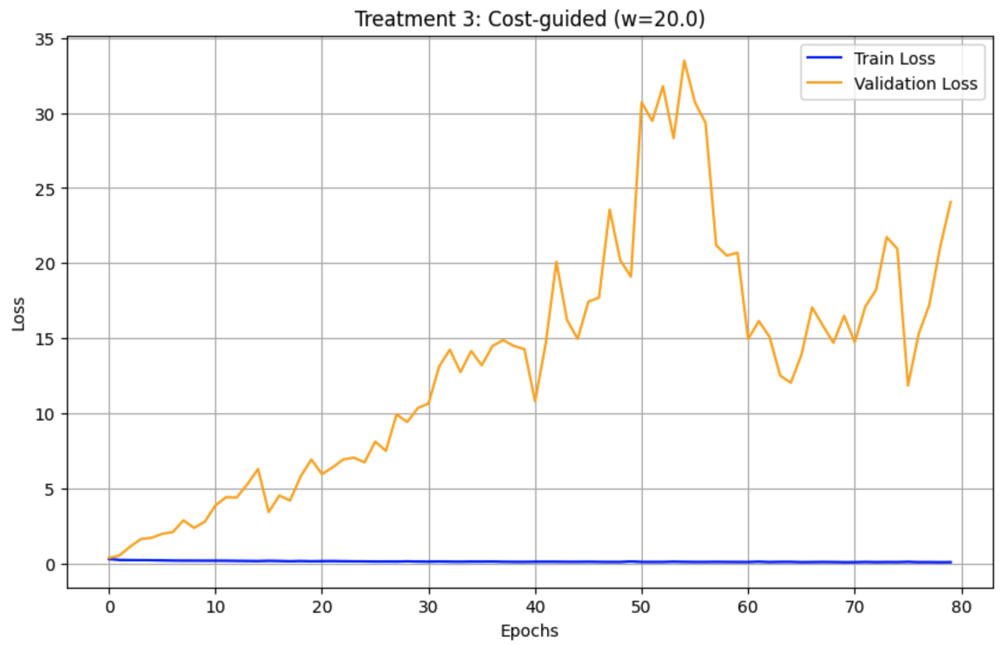 Treatment 3: Cost-guided (w=20.0)
Train Loss
Validation Loss
Loss
35
30
25
20
15
10
5
0
0 10 20 30 40 50 60 70 80
Epochs